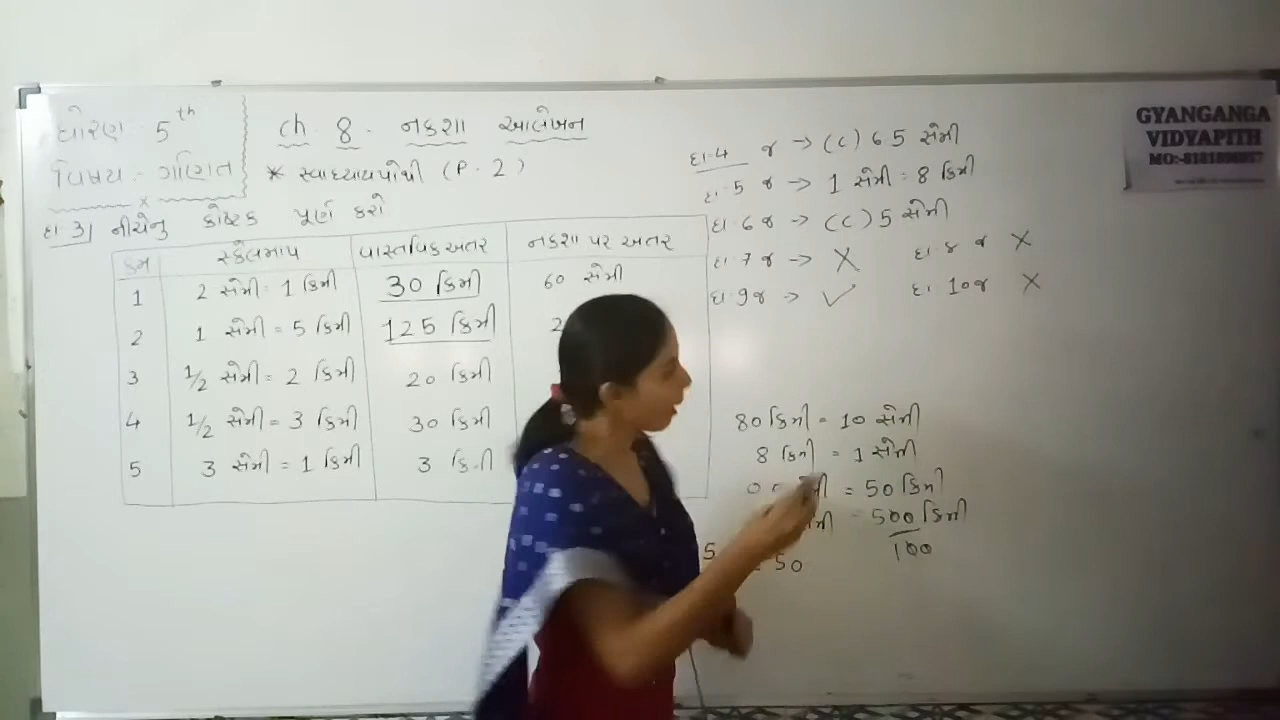 ધોરણ 5th
વિષય :- ગણિત
ch 8. નકશા આલેખન
* સ્વાધ્યાયપોથી (P. 2)
દા.3| નીચેનુ કોષ્ટક પૂર્ણ કરો
ક્રમ સ્કેલમાપ વાસ્તવિક અંતર નકશા પર અંતર
1 2 સેમી = 1 કિમી 30 કિમી 60 સેમી
2 1 સેમી = 5 કિમી 125 કિમી 2
3 1/2 સેમી = 2 કિમી 20 કિમી
4 1/2 સેમી = 3 કિમી 30 કિમી
5 3 સેમી = 1 કિમી 3 કિમી
દા.4 જ → (C) 65 સેમી
દા.5 જ → 1 સેમી = 8 કિમી
દા.6 જ → (C) 5 સેમી
દા.7 જ → X દા. ૪ જ X
દા.9 જ → ✓ દા. 10 જ X
80 કિમી = 10 સેમી
8 કિમી = 1 સેમી
= 50 કિમી
= 500 કિમી
100
5 50
GYANGANGA
VIDYAPITH